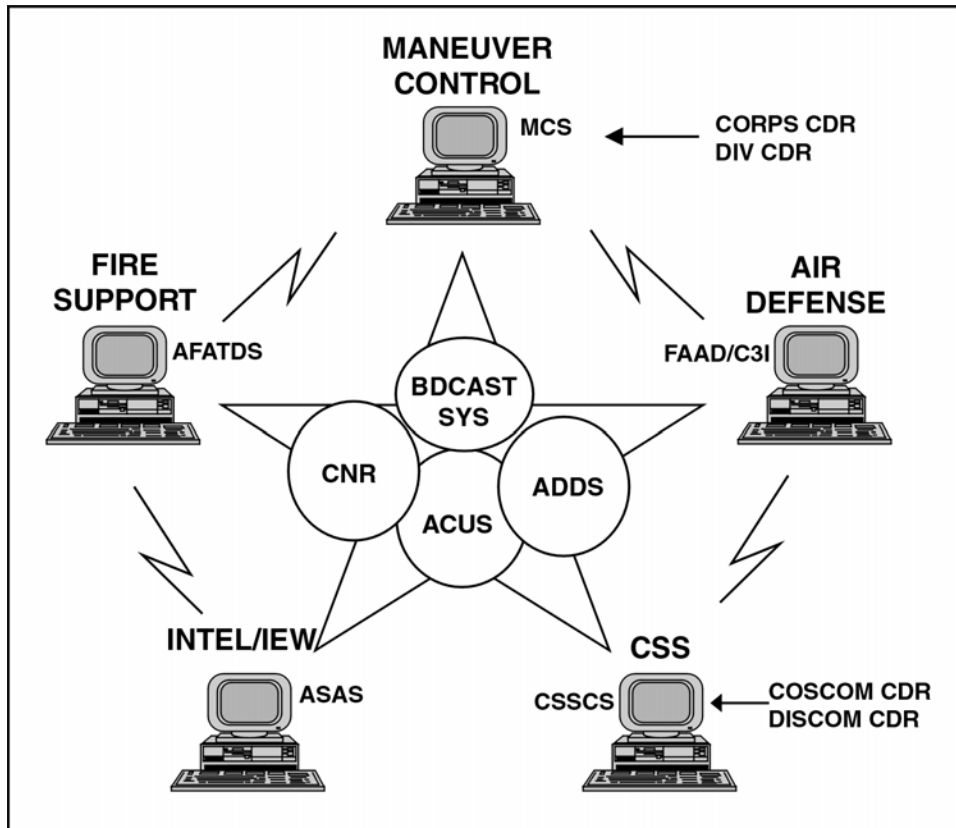 MANEUVER
CONTROL
MCS
CORPS CDR
DIV CDR
FIRE
SUPPORT
AFATDS
AIR
DEFENSE
FAAD/C3I
BDCAST
SYS
CNR
ADDS
ACUS
INTEL/IEW
ASAS
CSS
CSSCS
COSCOM CDR
DISCOM CDR